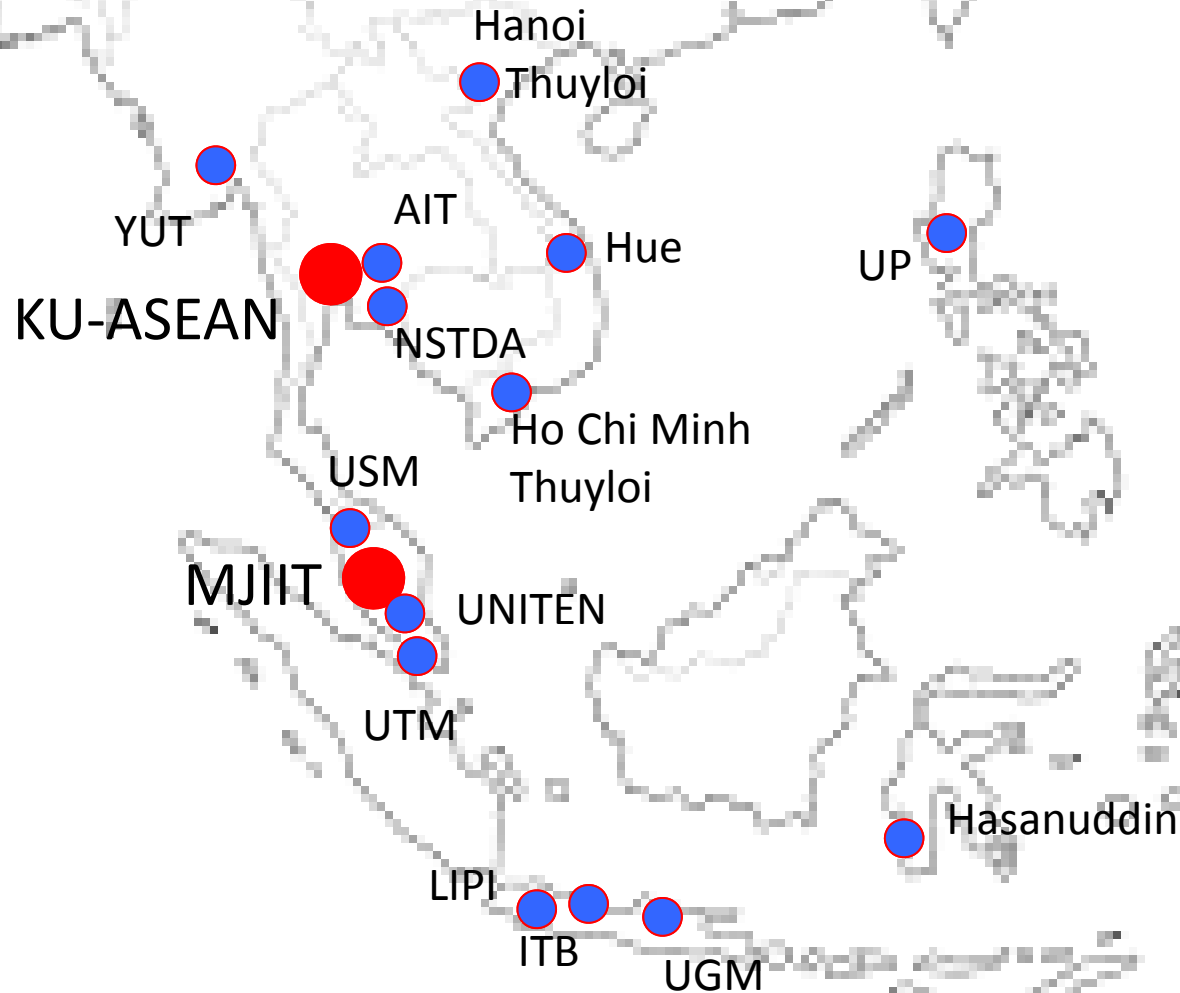 Hanoi
Thuyloi
YUT
AIT
Hue
UP
KU-ASEAN
NSTDA
Ho Chi Minh
Thuyloi
USM
MJIIT
UNITEN
UTM
Hasanuddin
LIPI
ITB
UGM